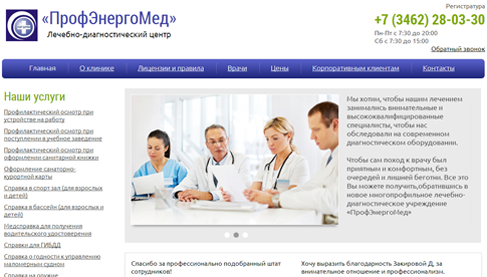 Регистратура
«ПрофЭнергоМед»
+7 (3462) 28-03-30
Лечебно-диагностический центр
Пн-Пт с 7:30 до 20:00
Сб с 7:30 до 15:00
Обратный звонок
Главная О клинике Лицензии и правила Врачи Цены Корпоративным клиентам Контакты
Наши услуги
Профилактический осмотр при
устройстве на работу
Профилактический осмотр при
поступлении в учебное заведение
Профилактический осмотр при
оформлении санитарной книжки
Оформление санаторно-
курортной карты
Справка в спорт зал (для взрослых
и детей)
Справка в бассейн (для взрослых и
детей)
Медсправка для получения
водительского удостоверения
Справки для ГИБДД
Справка о годности к управлению
маломерным судном
Справка на оружие
Мы хотим, чтобы нашим лечением
занимались внимательные и
высококвалифицированные
специалисты, чтобы нас
обследовали на современном
диагностическом оборудовании.
Чтобы сам поход к врачу был
приятным и комфортным, без
очередей и лишней беготни. Все это
Вы можете получить,обратившись в
новое многопрофильное лечебно-
диагностическое учреждение
«ПрофЭнергоМед»
Спасибо за профессионально подобранный штат
сотрудников!
Хочу выразить благодарность Закировой Д, за
внимательное отношение и профессионализм.